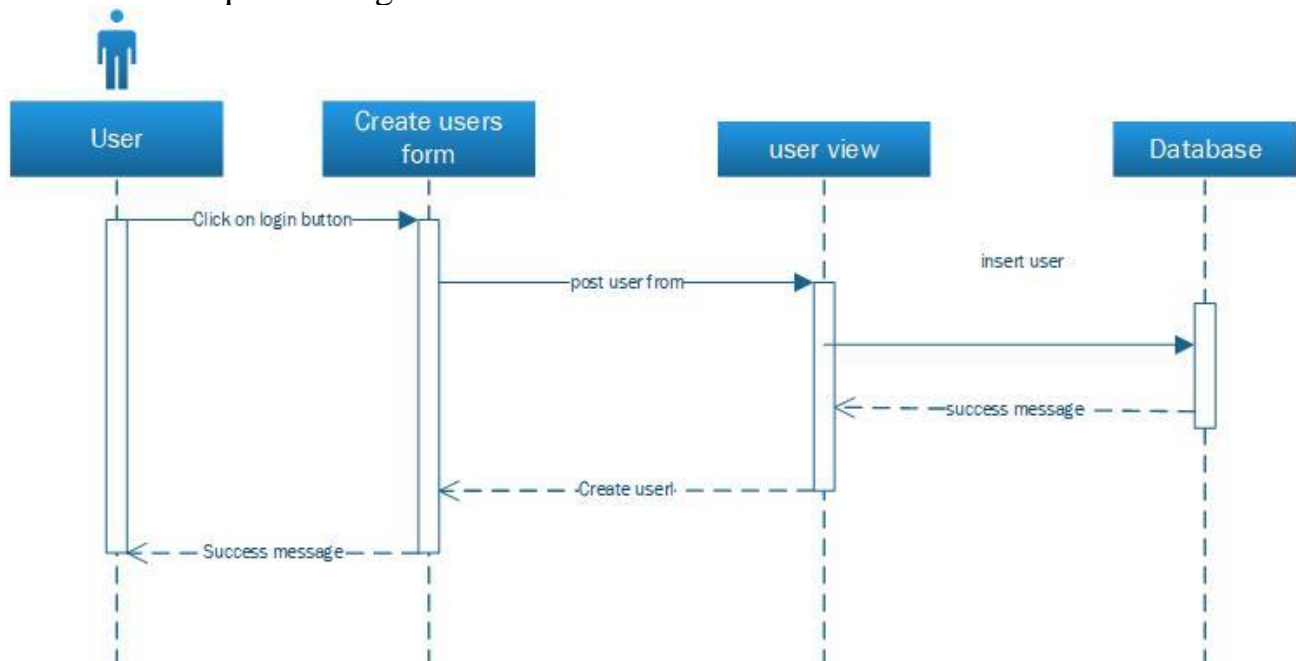 User
Create users
form
user view
Database
Click on login button
insert user
post user from
success message
Create userl
Success message